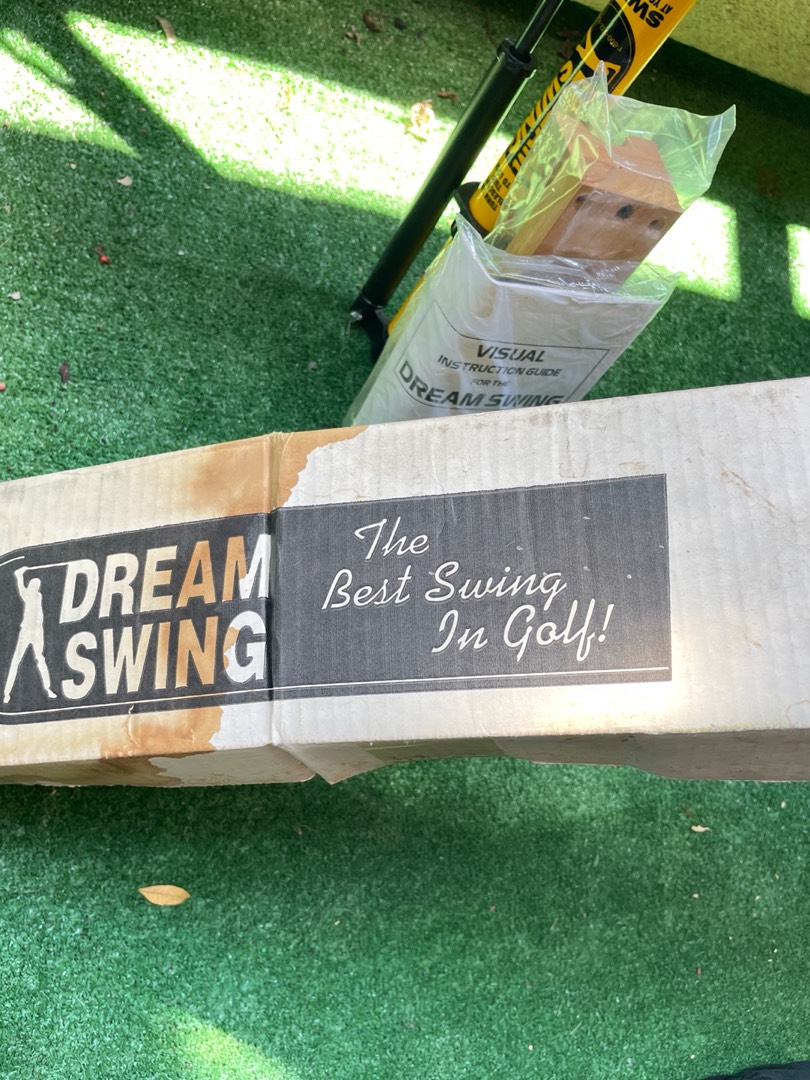 VISUAL
INSTRUCTION GUIDE
FOR THE
DREAM SWING
DREAM
SWING
The
Best Swing
In Golf!